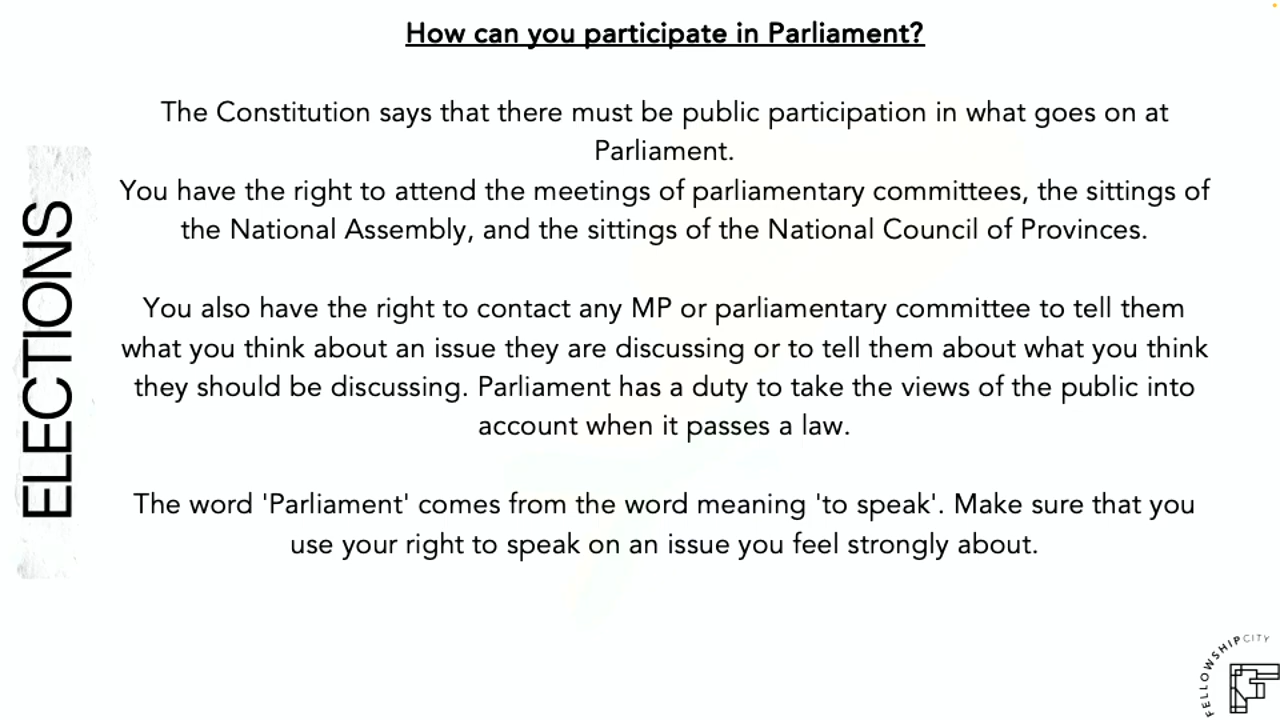 How can you participate in Parliament?
The Constitution says that there must be public participation in what goes on at
Parliament.
You have the right to attend the meetings of parliamentary committees, the sittings of
the National Assembly, and the sittings of the National Council of Provinces.
You also have the right to contact any MP or parliamentary committee to tell them
what you think about an issue they are discussing or to tell them about what you think
they should be discussing. Parliament has a duty to take the views of the public into
account when it passes a law.
The word 'Parliament' comes from the word meaning 'to speak'. Make sure that you
use your right to speak on an issue you feel strongly about.
ELECTIONS
FELLOWSHIPCITY